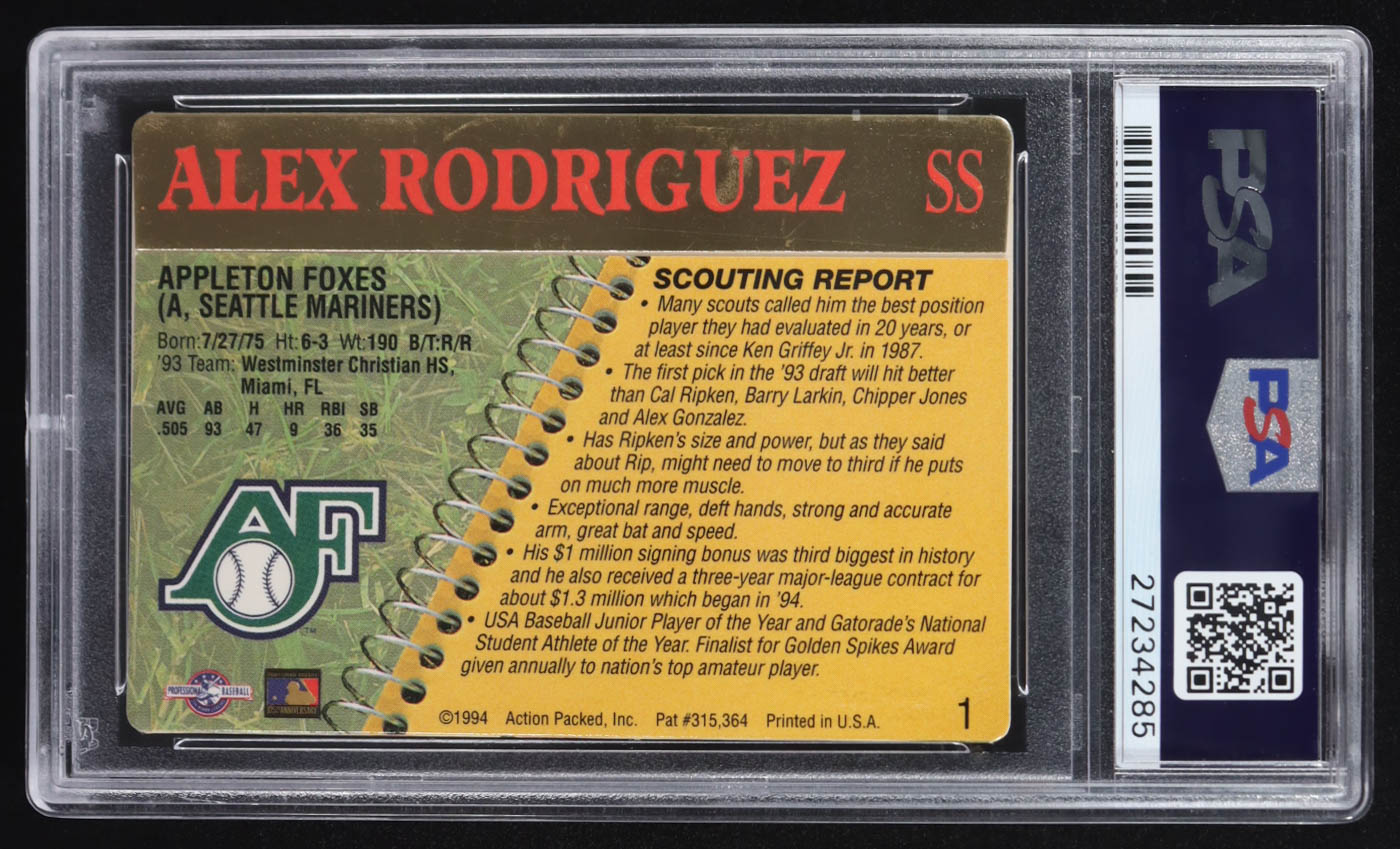 ALEX RODRIGUEZ SS
APPLETON FOXES
(A, SEATTLE MARINERS)
Born:7/27/75 Ht:6-3 Wt:190 B/T:R/R
'93 Team: Westminster Christian HS,
Miami, FL
AVG AB H HR RBI SB
.505 93 47 9 36 35
AF
TM
PROFESSIONAL BASEBALL
SCOUTING REPORT
• Many scouts called him the best position
player they had evaluated in 20 years, or
at least since Ken Griffey Jr. in 1987.
• The first pick in the '93 draft will hit better
than Cal Ripken, Barry Larkin, Chipper Jones
and Alex Gonzalez.
• Has Ripken's size and power, but as they said
about Rip, might need to move to third if he puts
on much more muscle.
• Exceptional range, deft hands, strong and accurate
arm, great bat and speed.
• His $1 million signing bonus was third biggest in history
and he also received a three-year major-league contract for
about $1.3 million which began in '94.
• USA Baseball Junior Player of the Year and Gatorade's National
Student Athlete of the Year. Finalist for Golden Spikes Award
given annually to nation's top amateur player.
©1994 Action Packed, Inc. Pat #315,364 Printed in U.S.A. 1
PSA
PSA
27234285